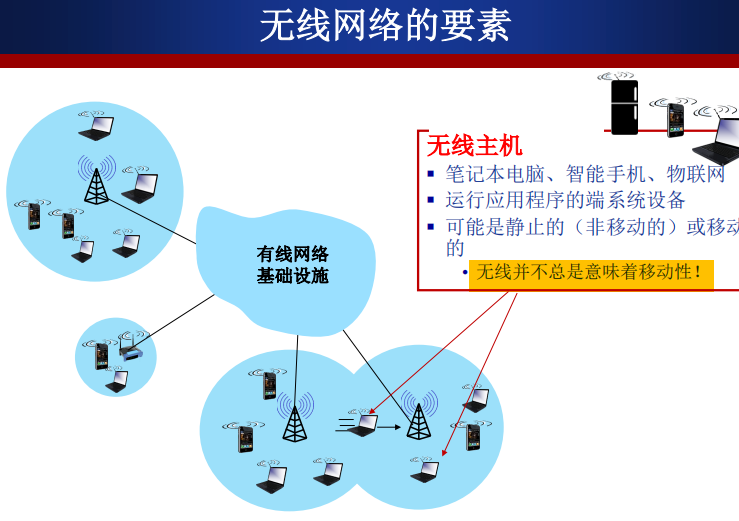 无线网络的要素
无线主机
笔记本电脑、智能手机、物联网
运行应用程序的端系统设备
可能是静止的（非移动的）或移动
的
无线并不总是意味着移动性！
有线网络
基础设施